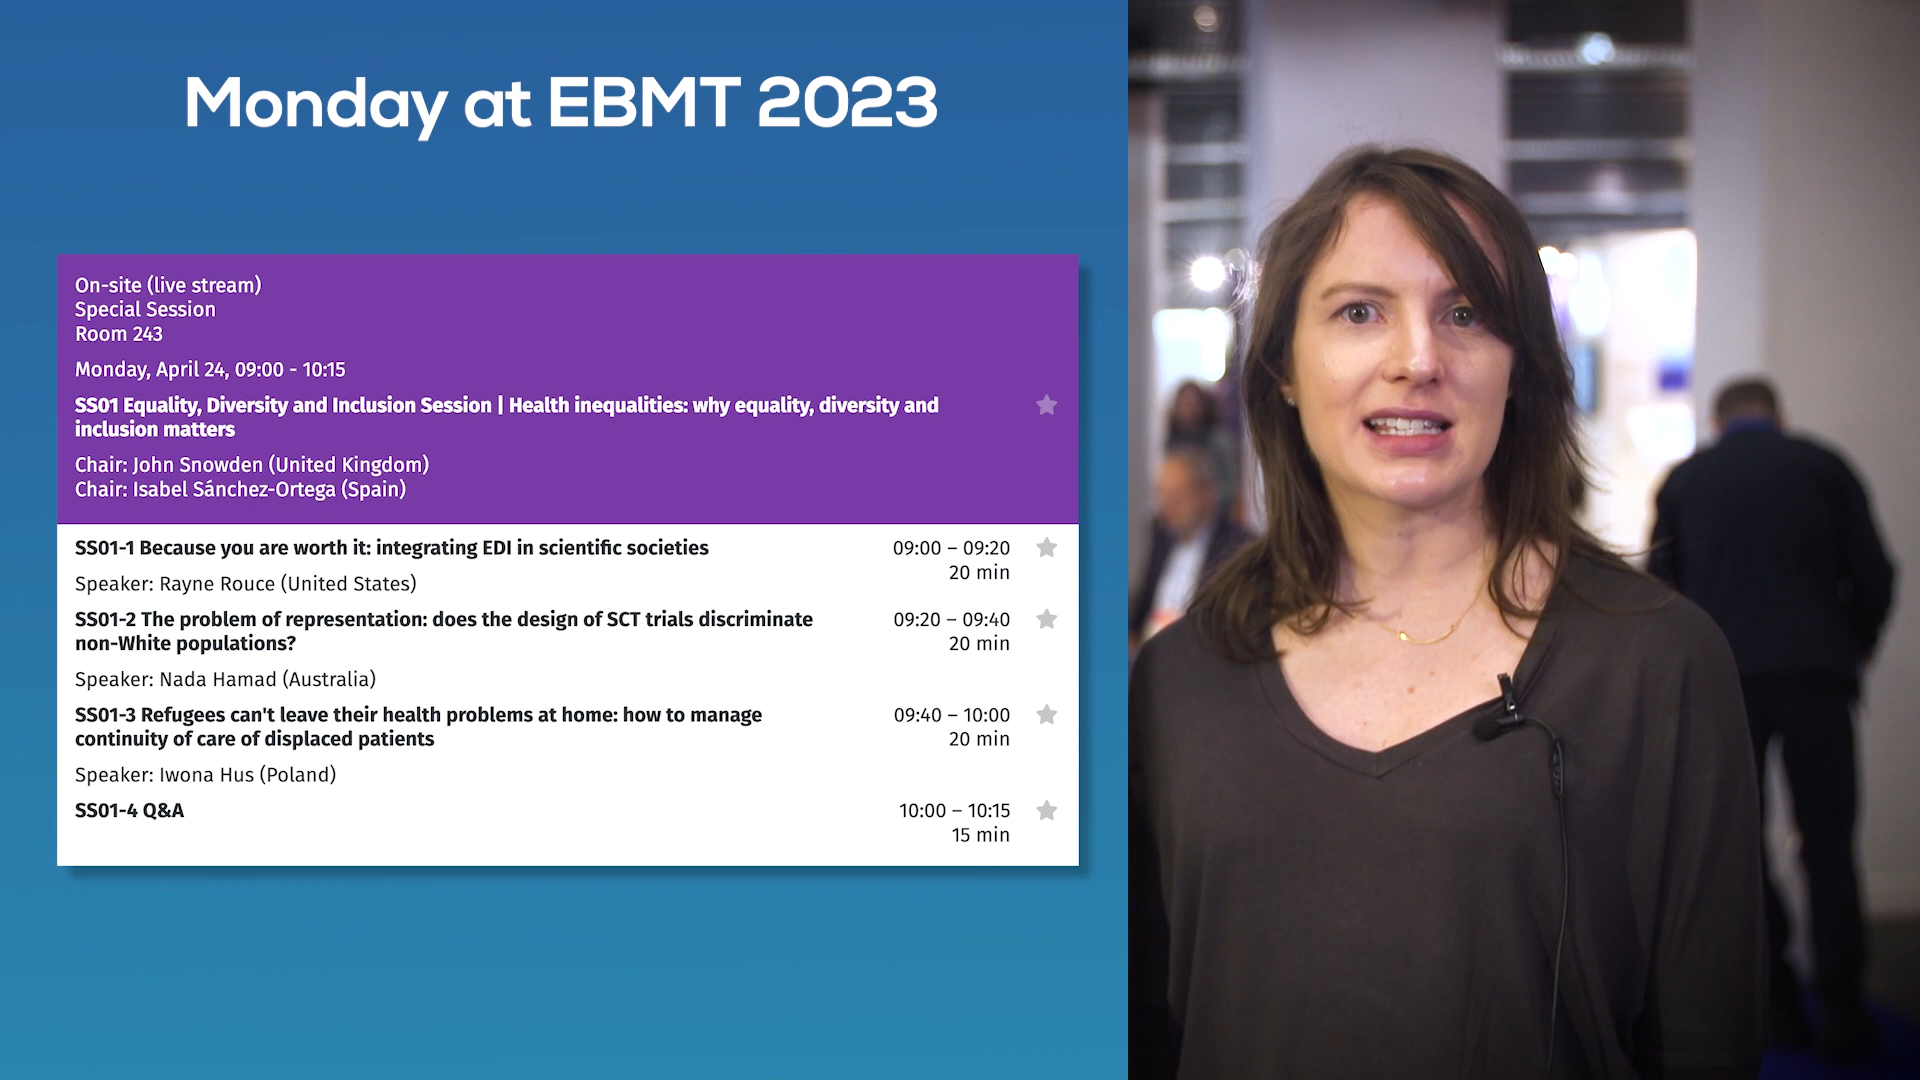 Monday at EBMT 2023
On-site (live stream)
Special Session
Room 243
Monday, April 24, 09:00 - 10:15
SS01 Equality, Diversity and Inclusion Session | Health inequalities: why equality, diversity and
inclusion matters
Chair: John Snowden (United Kingdom)
Chair: Isabel Sánchez-Ortega (Spain)
SS01-1 Because you are worth it: integrating EDI in scientific societies
09:00 – 09:20
20 min
Speaker: Rayne Rouce (United States)
SS01-2 The problem of representation: does the design of SCT trials discriminate
non-White populations?
09:20 – 09:40
20 min
Speaker: Nada Hamad (Australia)
SS01-3 Refugees can't leave their health problems at home: how to manage
continuity of care of displaced patients
09:40 – 10:00
20 min
Speaker: Iwona Hus (Poland)
SS01-4 Q&A
10:00 – 10:15
15 min